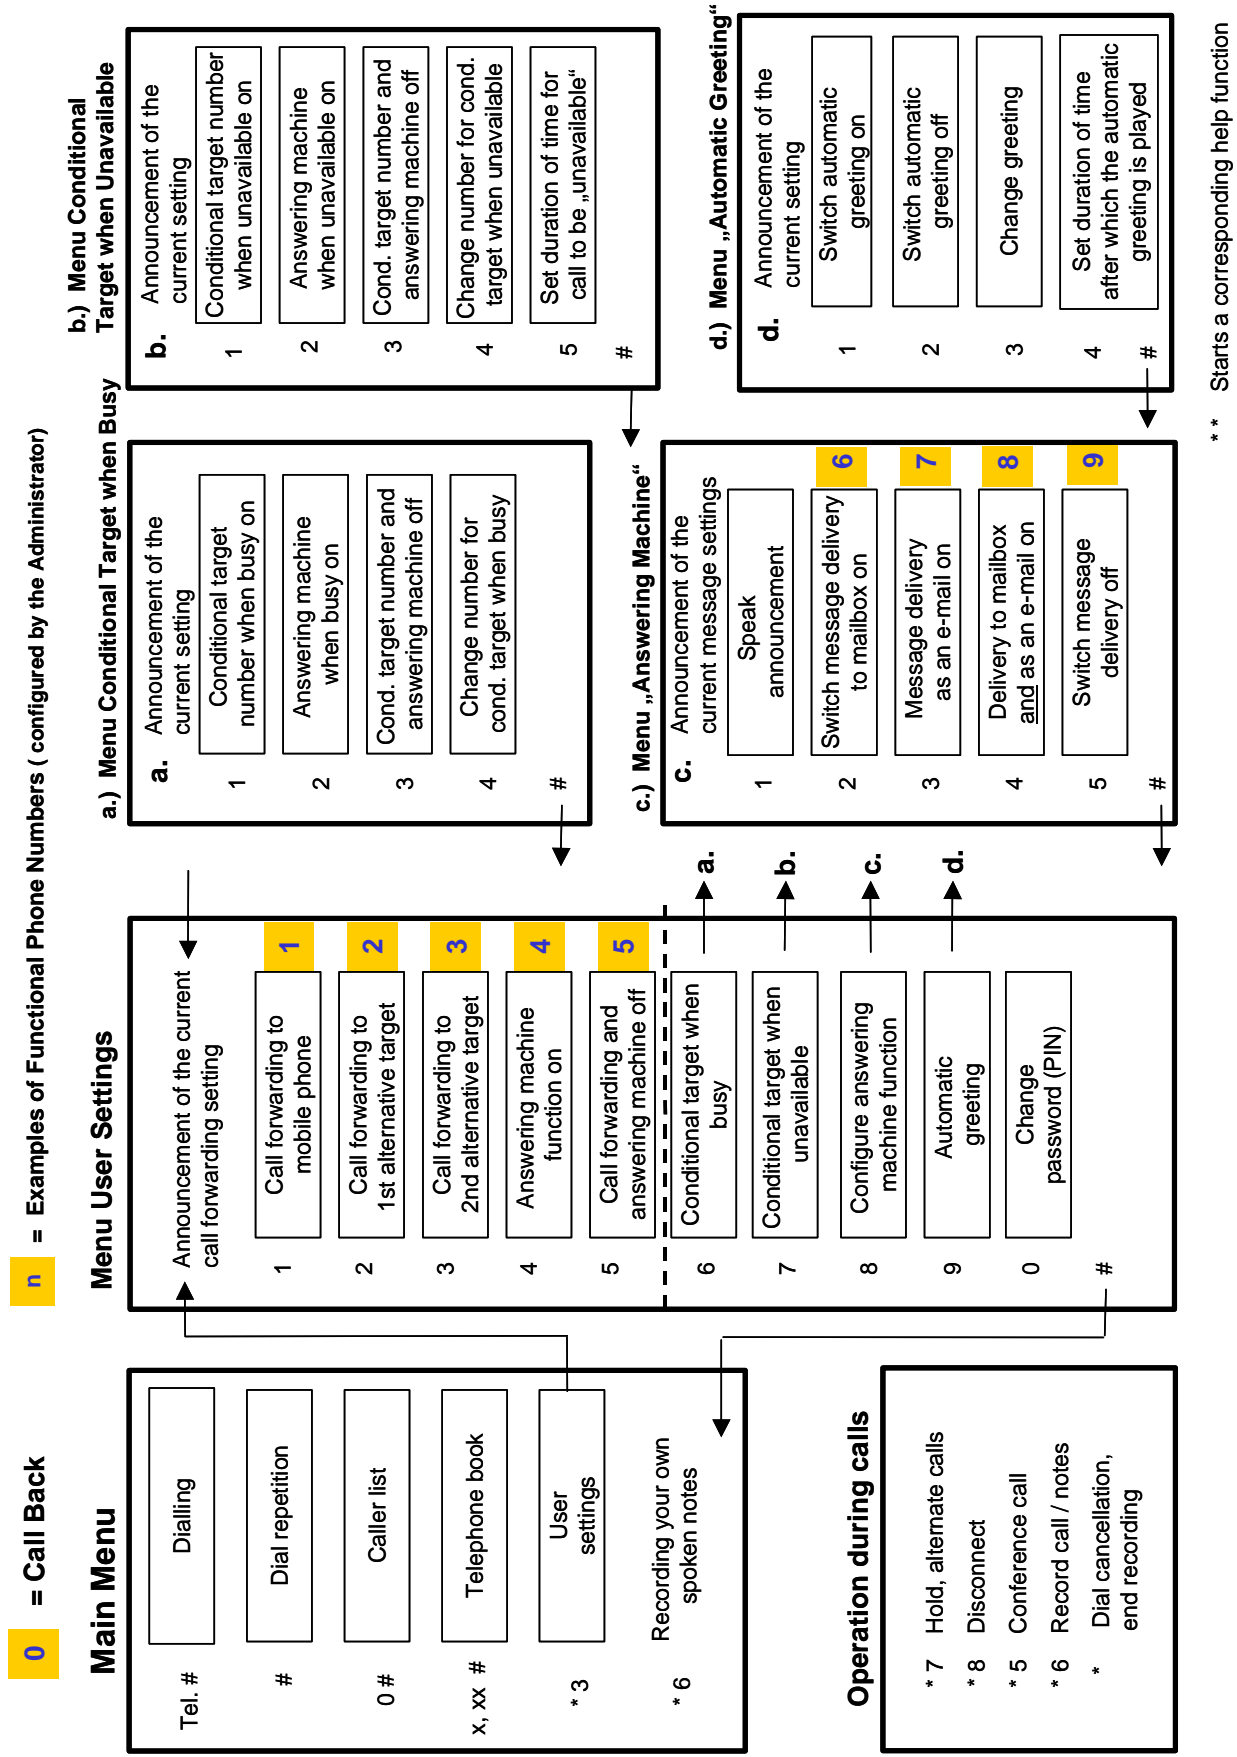 0 = Call Back
n = Examples of Functional Phone Numbers ( configured by the Administrator)
Main Menu
Tel. # Dialling
# Dial repetition
0 # Caller list
x, xx # Telephone book
* 3 User
settings
* 6 Recording your own
spoken notes
Operation during calls
* 7 Hold, alternate calls
* 8 Disconnect
* 5 Conference call
* 6 Record call / notes
* Dial cancellation,
end recording
Menu User Settings
Announcement of the current
call forwarding setting
1 Call forwarding to
mobile phone 1
2 Call forwarding to
1st alternative target 2
3 Call forwarding to
2nd alternative target 3
4 Answering machine
function on 4
5 Call forwarding and
answering machine off 5
6 Conditional target when
busy a.
7 Conditional target when
unavailable b.
8 Configure answering
machine function c.
9 Automatic
greeting d.
0 Change
password (PIN)
#
a.) Menu Conditional Target when Busy
a. Announcement of the
current setting
1 Conditional target
number when busy on
2 Answering machine
when busy on
3 Cond. target number and
answering machine off
4 Change number for
cond. target when busy
#
b.) Menu Conditional
Target when Unavailable
b. Announcement of the
current setting
1 Conditional target number
when unavailable on
2 Answering machine
when unavailable on
3 Cond. target number and
answering machine off
4 Change number for cond.
target when unavailable
5 Set duration of time for
call to be „unavailable“
#
c.) Menu „Answering Machine“
c. Announcement of the
current message settings
1 Speak
announcement
2 Switch message delivery
to mailbox on 6
3 Message delivery
as an e-mail on 7
4 Delivery to mailbox
and as an e-mail on 8
5 Switch message
delivery off 9
#
d.) Menu „Automatic Greeting“
d. Announcement of the
current setting
1 Switch automatic
greeting on
2 Switch automatic
greeting off
3 Change greeting
4 Set duration of time
after which the automatic
greeting is played
#
* * Starts a corresponding help function